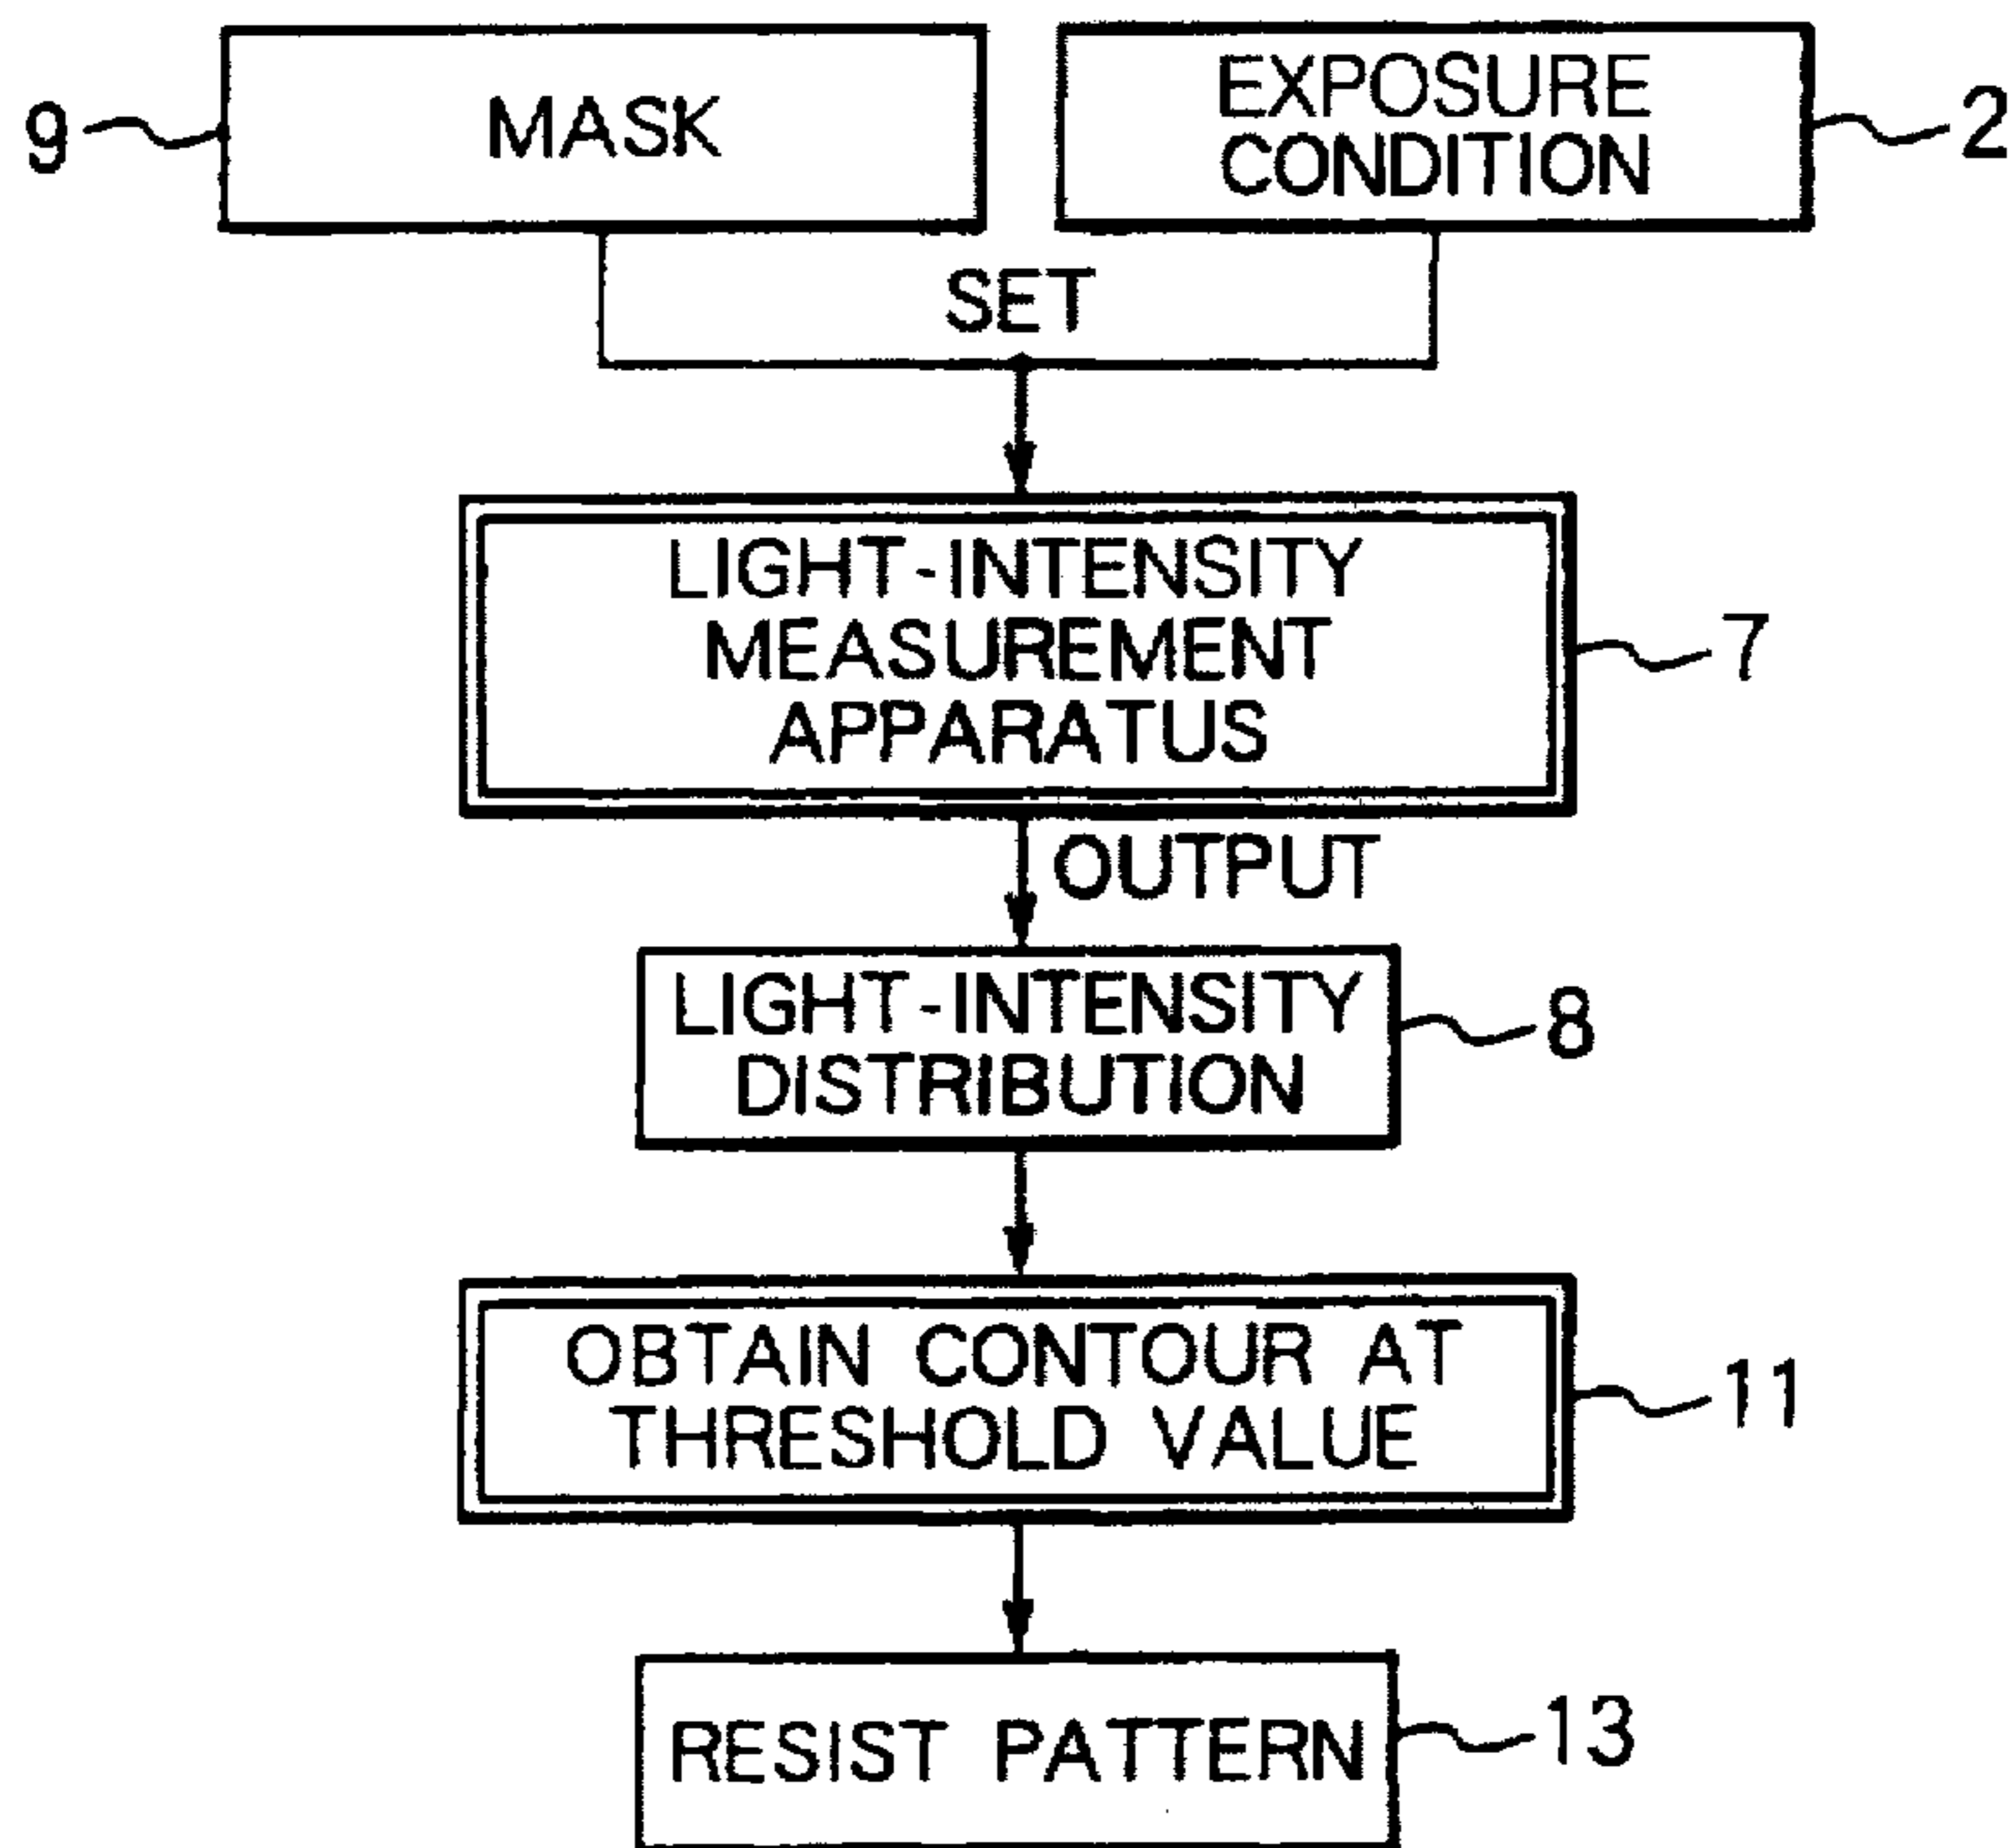 9
MASK
EXPOSURE
CONDITION
2
SET
LIGHT-INTENSITY
MEASUREMENT
APPARATUS
7
OUTPUT
LIGHT-INTENSITY
DISTRIBUTION
8
OBTAIN CONTOUR AT
THRESHOLD VALUE
11
RESIST PATTERN
13